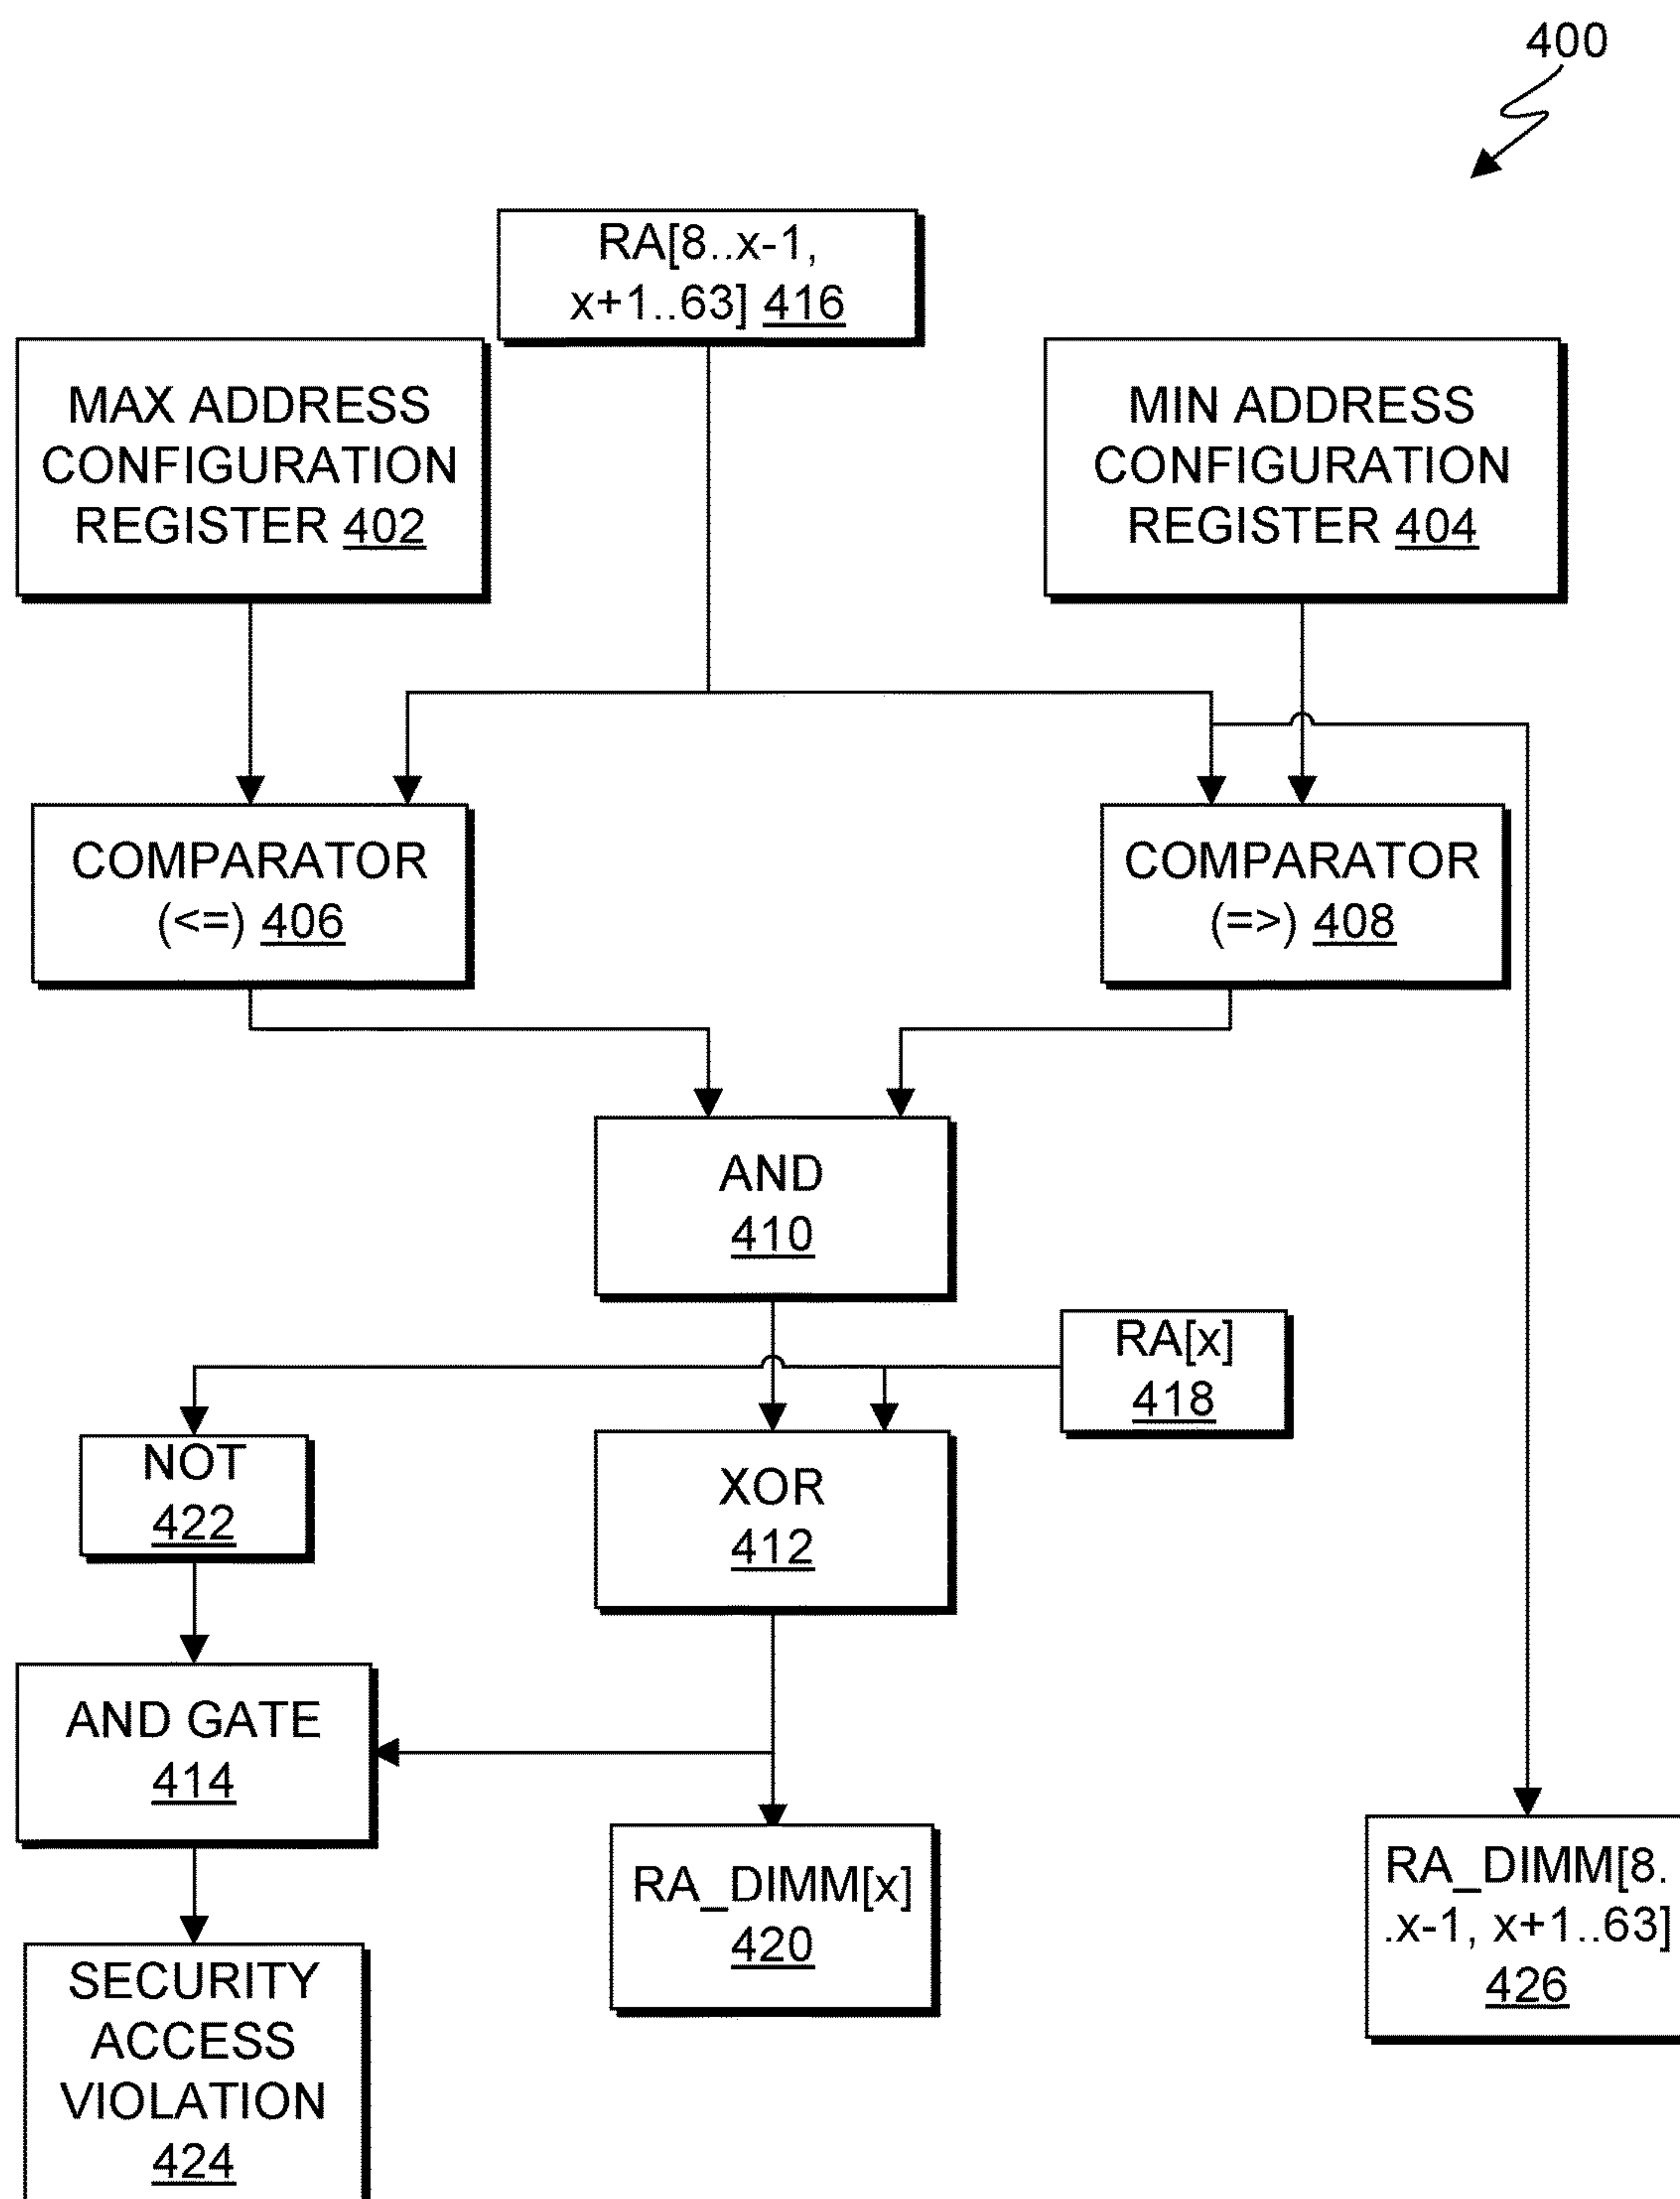 400
RA[8..x-1,
x+1..63] 416
MAX ADDRESS
CONFIGURATION
REGISTER 402
MIN ADDRESS
CONFIGURATION
REGISTER 404
COMPARATOR
(<=) 406
COMPARATOR
(=>) 408
AND
410
RA[x]
418
NOT
422
XOR
412
AND GATE
414
RA_DIMM[x]
420
RA_DIMM[8.
.x-1, x+1..63]
426
SECURITY
ACCESS
VIOLATION
424